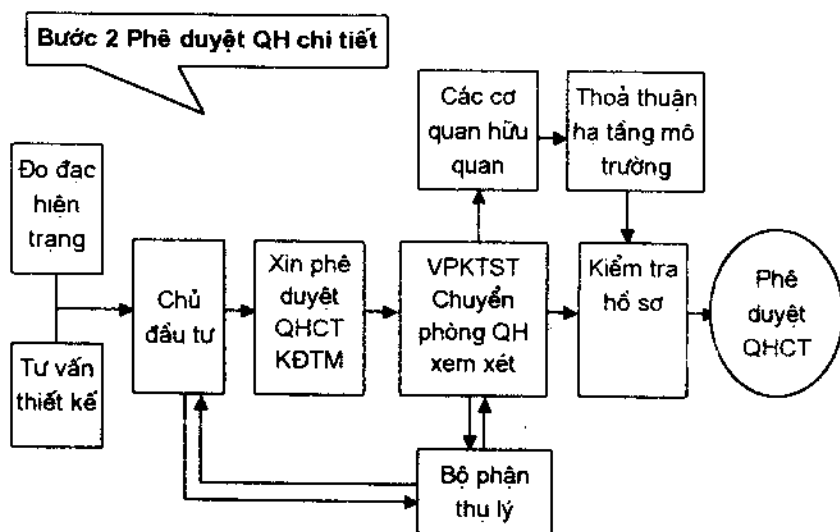 Bước 2 Phê duyệt QH chi tiết
Các cơ
quan hữu
quan
Thoả thuận
hạ tầng mô
trường
Đo đạc
hiện
trạng
Tư vấn
thiết kế
Chủ
đầu tư
Xin phê
duyệt
QHCT
KĐTM
VPKTST
Chuyển
phòng QH
xem xét
Kiểm tra
hồ sơ
Phê
duyệt
QHCT
Bộ phận
thụ lý